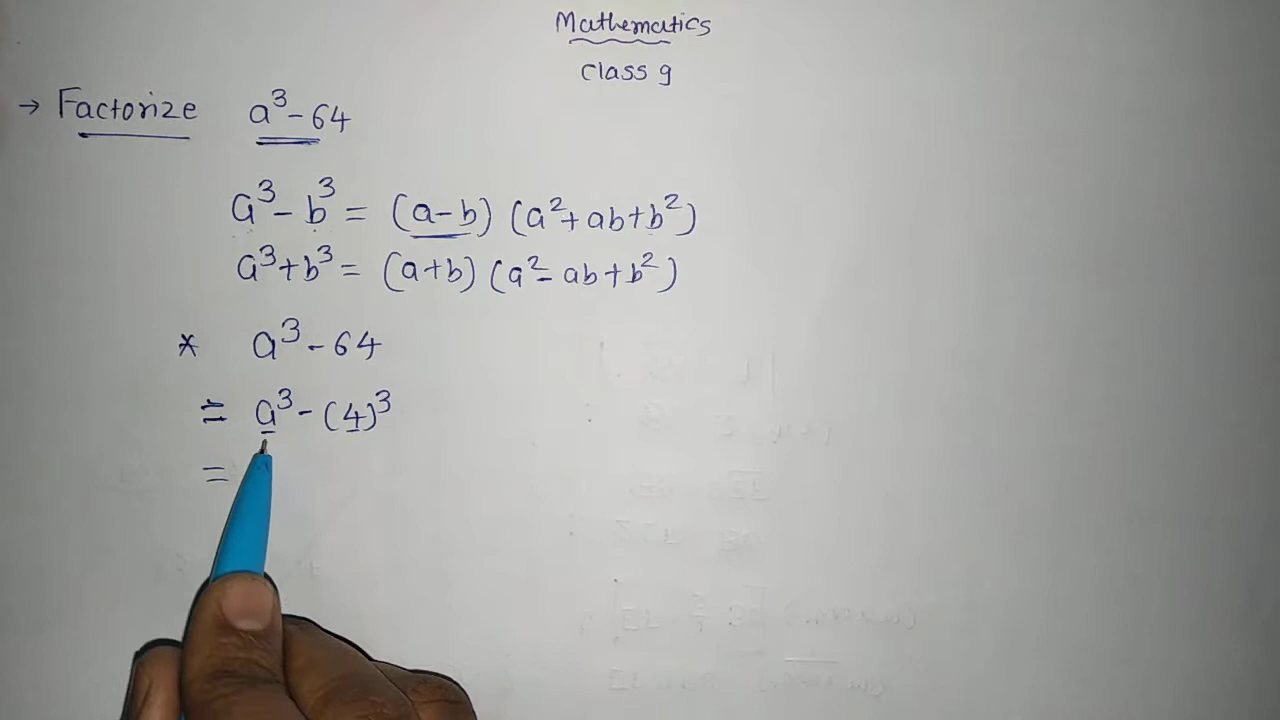 Mathematics
Class 9
→ Factorize a³ - 64
a³ - b³ = (a-b) (a² + ab + b²)
a³ + b³ = (a+b) (a² - ab + b²)
* a³ - 64
= a³ - (4)³
=